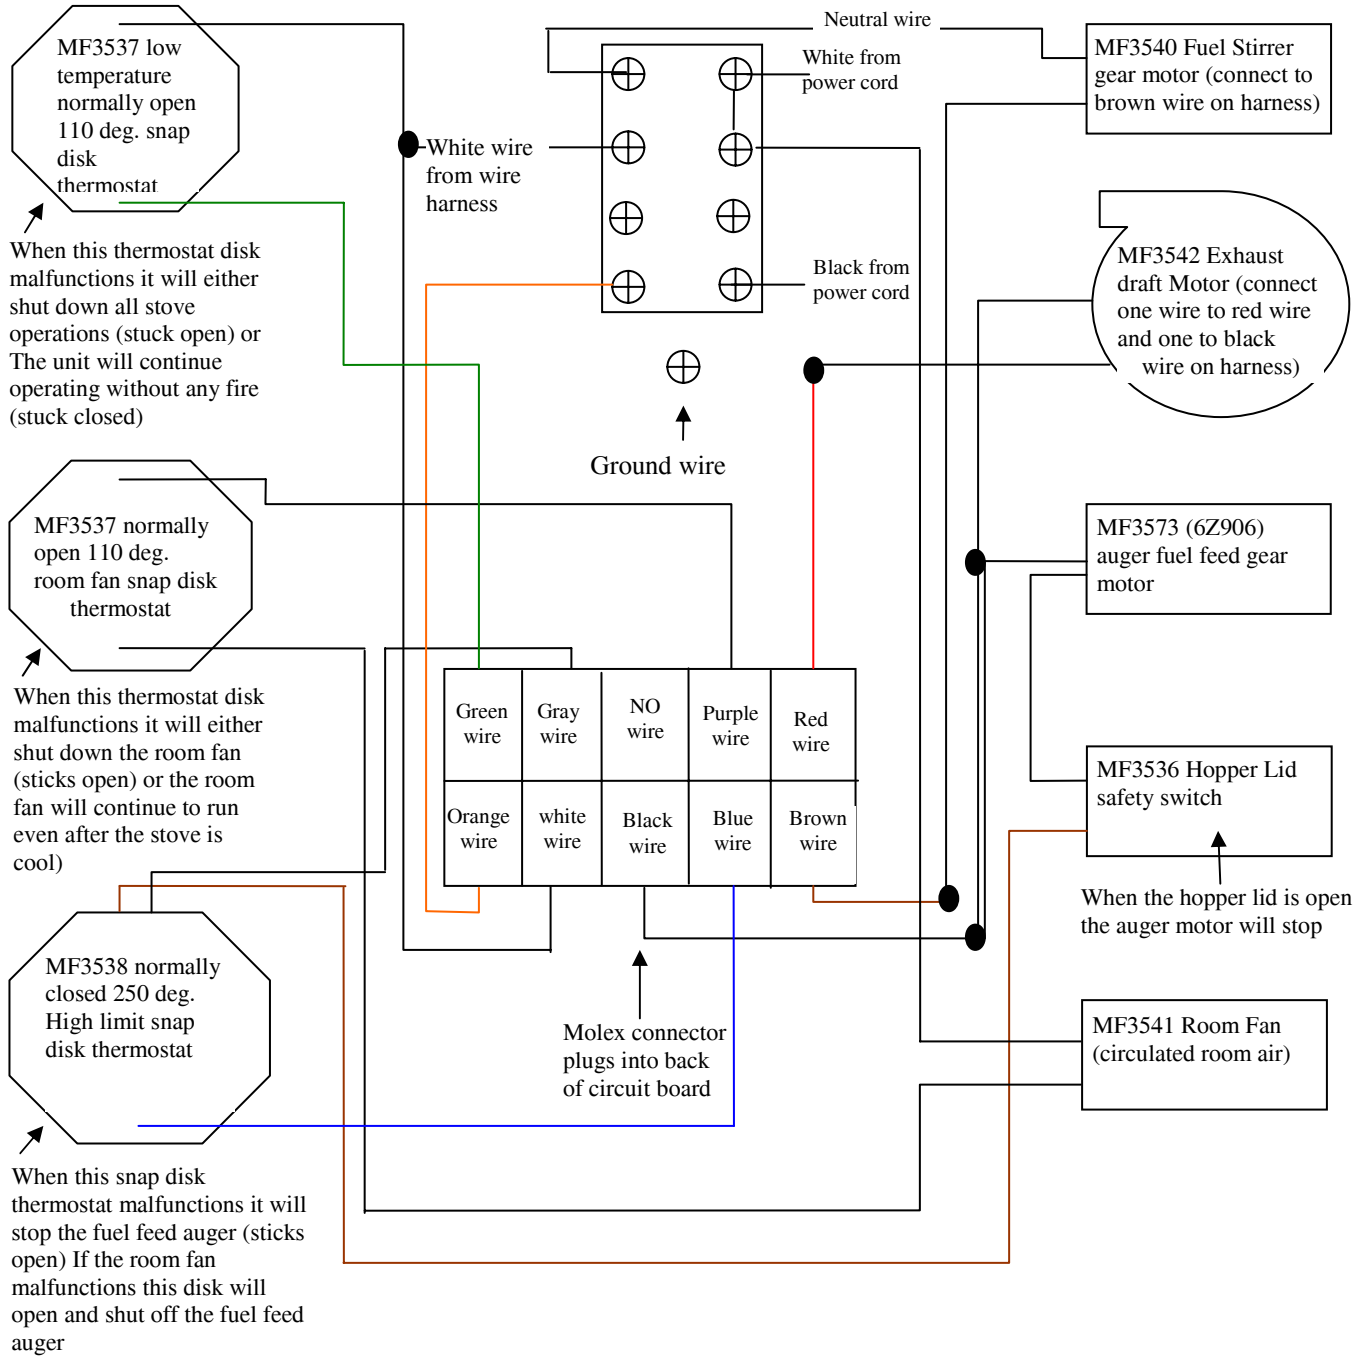 MF3537 low
temperature
normally open
110 deg. snap
disk
thermostat
When this thermostat disk
malfunctions it will either
shut down all stove
operations (stuck open) or
The unit will continue
operating without any fire
(stuck closed)
MF3537 normally
open 110 deg.
room fan snap disk
thermostat
When this thermostat disk
malfunctions it will either
shut down the room fan
(sticks open) or the room
fan will continue to run
even after the stove is
cool)
MF3538 normally
closed 250 deg.
High limit snap
disk thermostat
When this snap disk
thermostat malfunctions it will
stop the fuel feed auger (sticks
open) If the room fan
malfunctions this disk will
open and shut off the fuel feed
auger
Neutral wire
White from
power cord
White wire
from wire
harness
Black from
power cord
Ground wire
Green
wire
Gray
wire
NO
wire
Purple
wire
Red
wire
Orange
wire
white
wire
Black
wire
Blue
wire
Brown
wire
Molex connector
plugs into back
of circuit board
MF3540 Fuel Stirrer
gear motor (connect to
brown wire on harness)
MF3542 Exhaust
draft Motor (connect
one wire to red wire
and one to black
wire on harness)
MF3573 (6Z906)
auger fuel feed gear
motor
MF3536 Hopper Lid
safety switch
When the hopper lid is open
the auger motor will stop
MF3541 Room Fan
(circulated room air)